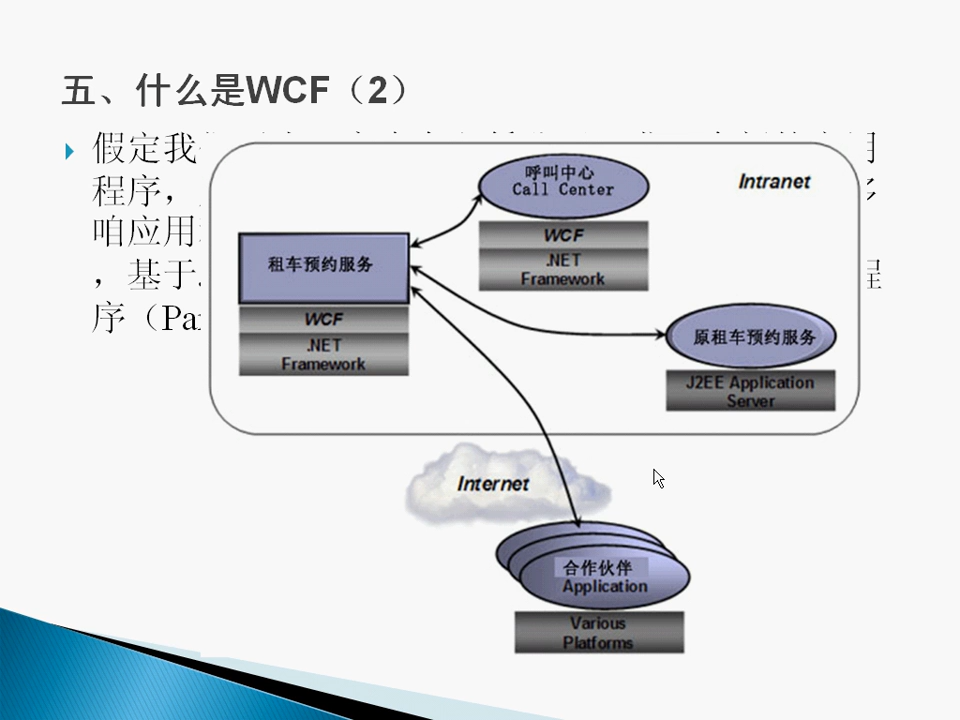 五、什么是WCF（2）
假定我
程序，
咱应用
，基于
程
序（Par
呼叫中心
Call Center
Intranet
WCF
.NET
Framework
租车预约服务
WCF
.NET
Framework
原租车预约服务
J2EE Application
Server
Internet
合作伙伴
Application
Various
Platforms